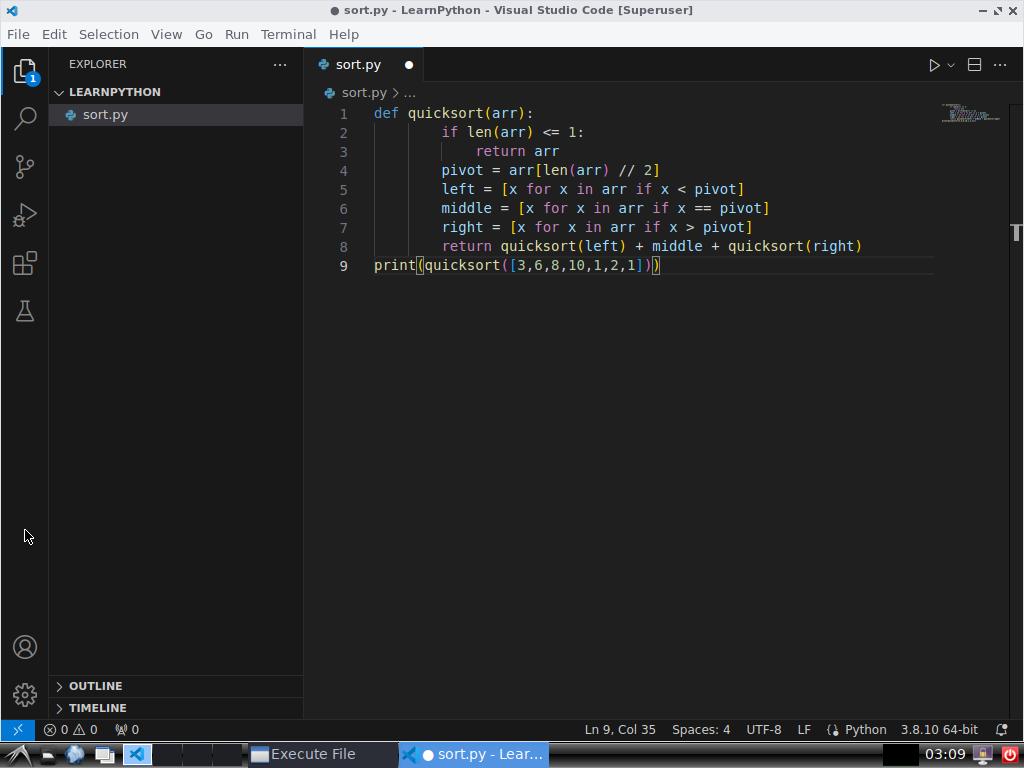 ● sort.py - LearnPython - Visual Studio Code [Superuser]
File Edit Selection View Go Run Terminal Help
1
EXPLORER
LEARNPYTHON
sort.py
OUTLINE
TIMELINE
sort.py ●
sort.py > ...
1 def quicksort(arr):
2         if len(arr) <= 1:
3             return arr
4         pivot = arr[len(arr) // 2]
5         left = [x for x in arr if x < pivot]
6         middle = [x for x in arr if x == pivot]
7         right = [x for x in arr if x > pivot]
8         return quicksort(left) + middle + quicksort(right)
9 print(quicksort([3,6,8,10,1,2,1]))
0 0 0 Ln 9, Col 35 Spaces: 4 UTF-8 LF Python 3.8.10 64-bit
Execute File ● sort.py - Lear... 03:09